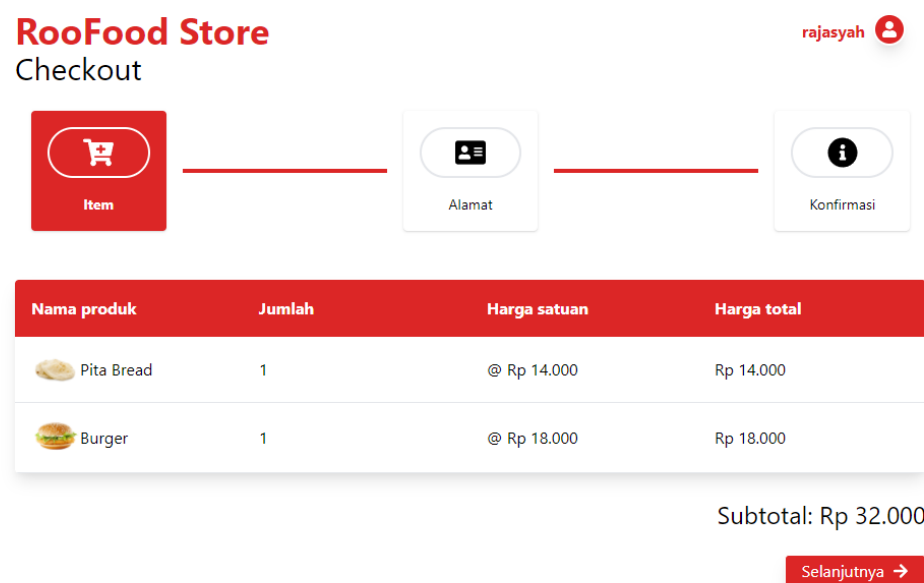 RooFood Store
rajasyah
Checkout
Item
Alamat
Konfirmasi
Nama produk Jumlah Harga satuan Harga total
Pita Bread 1 @ Rp 14.000 Rp 14.000
Burger 1 @ Rp 18.000 Rp 18.000
Subtotal: Rp 32.000
Selanjutnya →